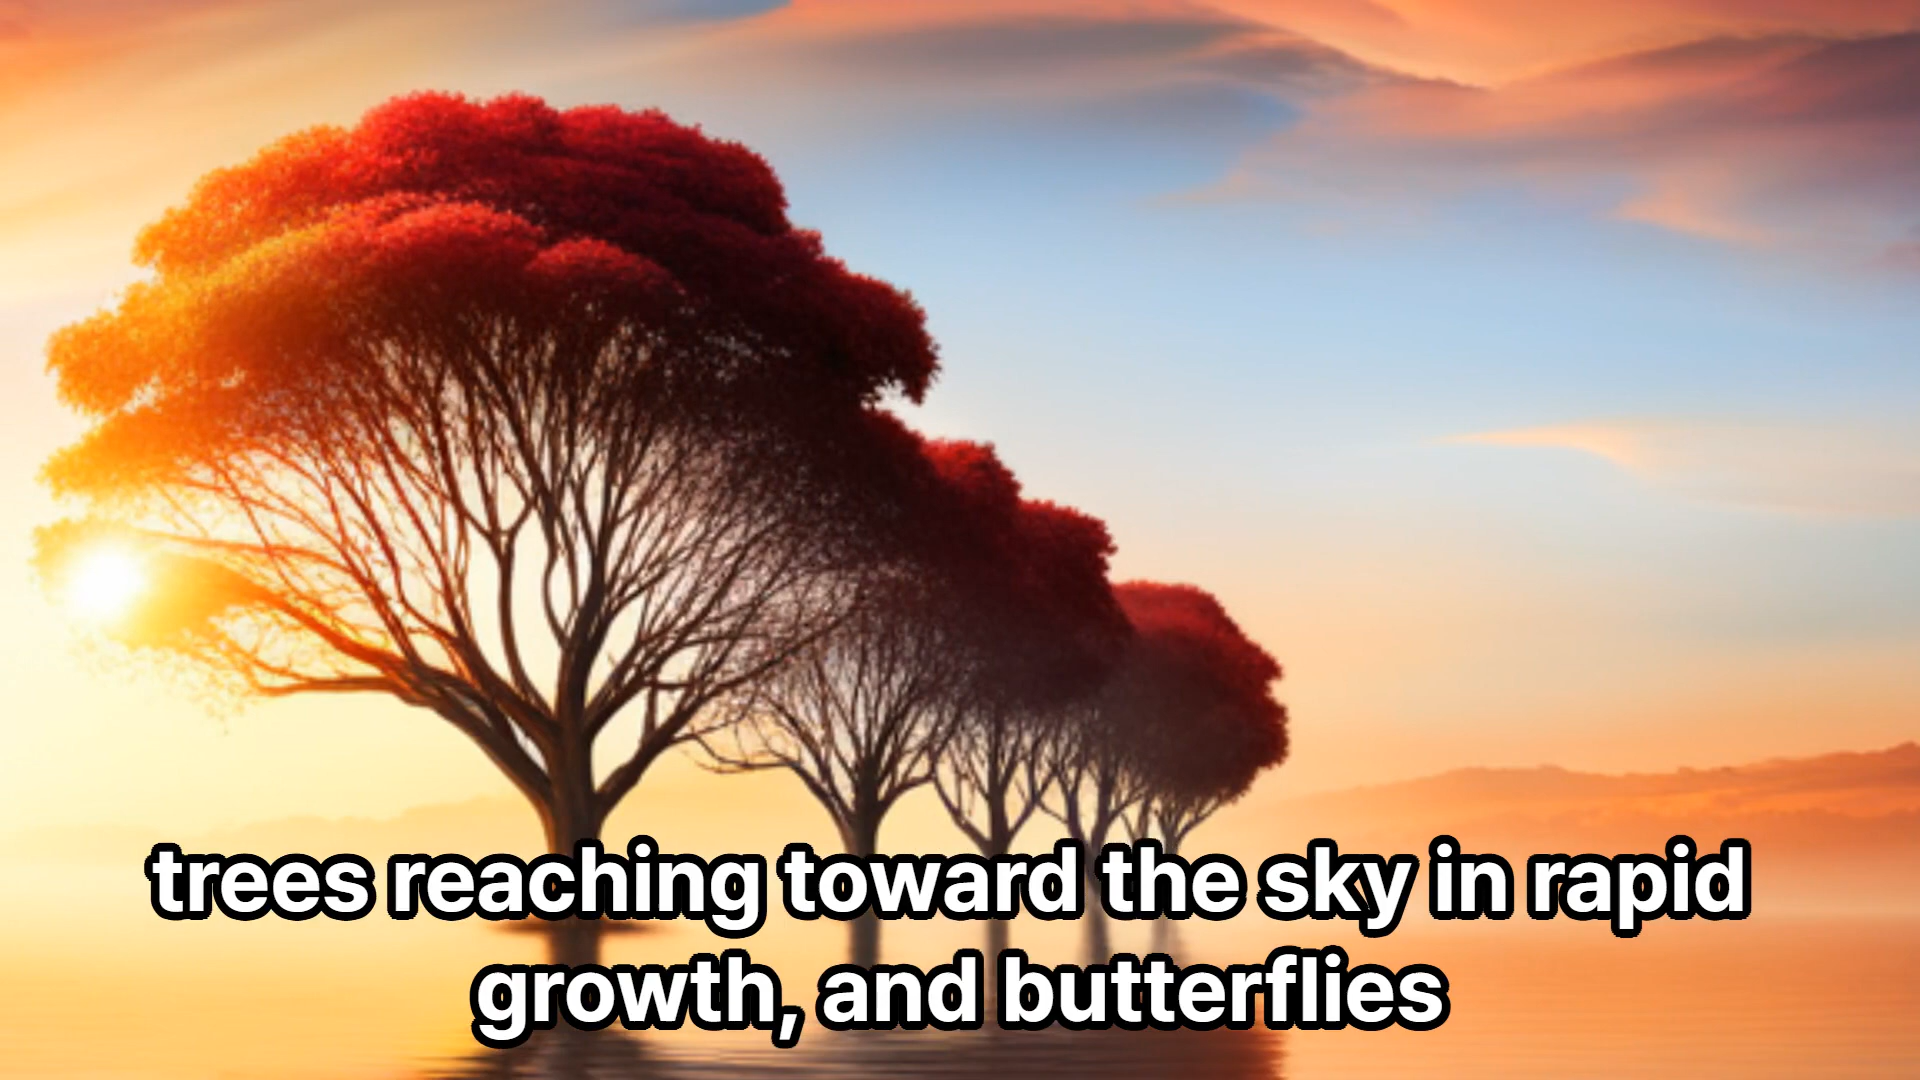 trees reaching toward the sky in rapid
growth, and butterflies